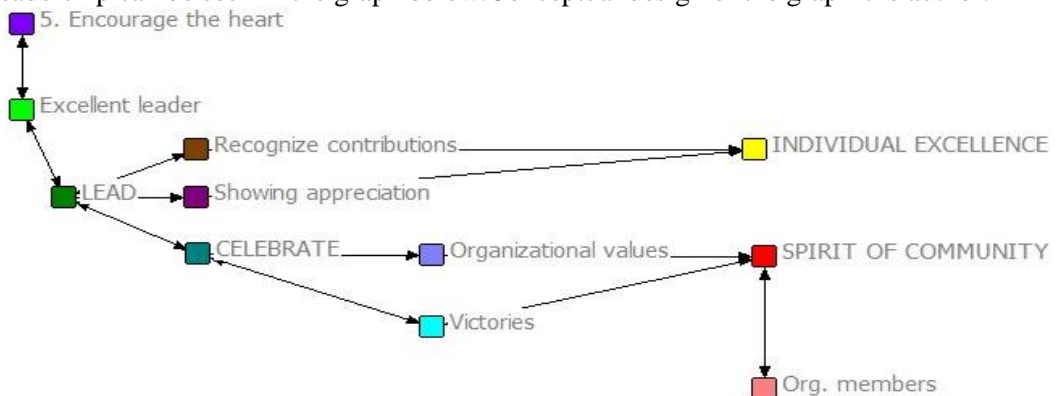 5. Encourage the heart
Excellent leader
Recognize contributions
INDIVIDUAL EXCELLENCE
LEAD
Showing appreciation
CELEBRATE
Organizational values
SPIRIT OF COMMUNITY
Victories
Org. members